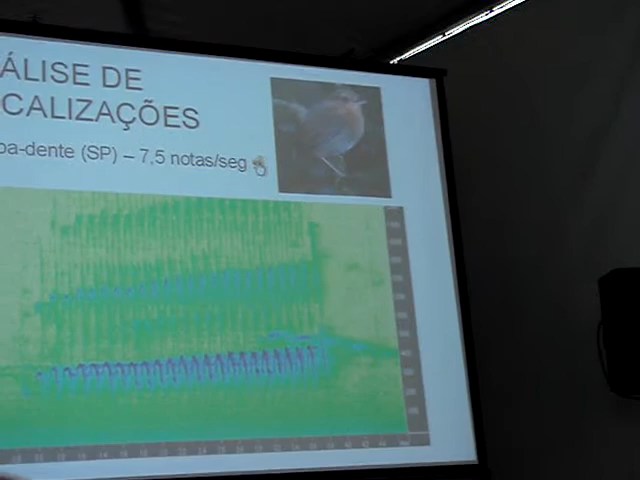 ÁLISE DE
CALIZAÇÕES
pa-dente (SP) – 7,5 notas/seg